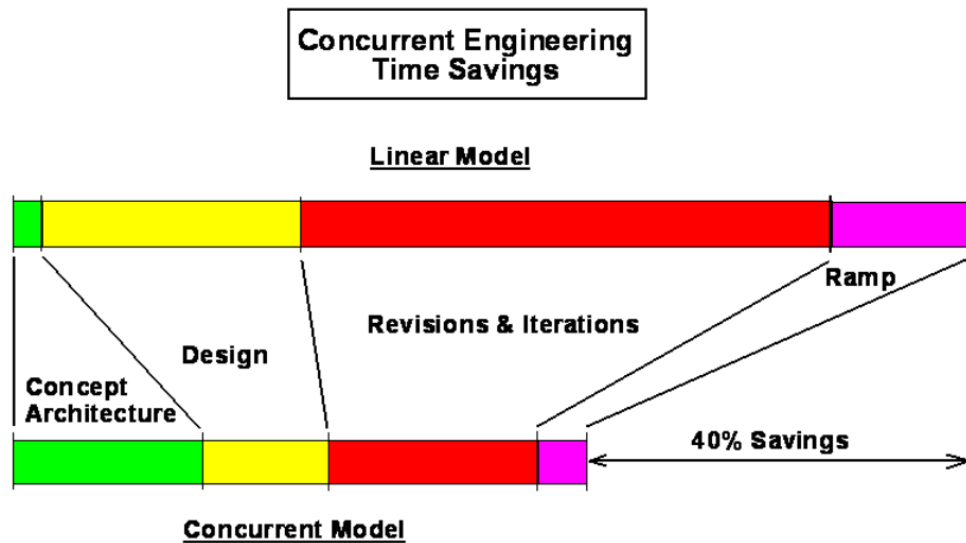 Concurrent Engineering
Time Savings
Linear Model
Ramp
Revisions & Iterations
Design
Concept
Architecture
40% Savings
Concurrent Model